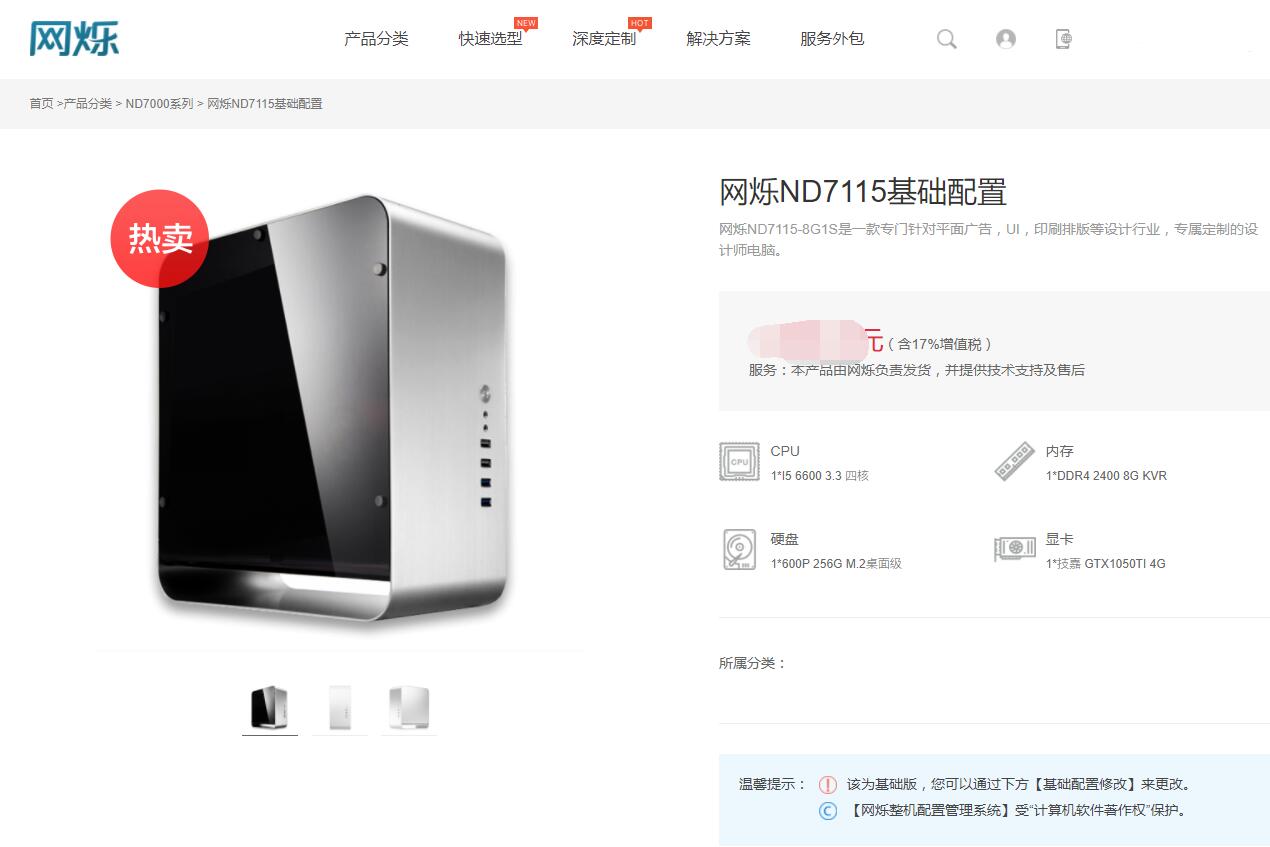 网烁
产品分类
快速选型
NEW
深度定制
HOT
解决方案
服务外包
首页 >产品分类 > ND7000系列 > 网烁ND7115基础配置
热卖
网烁ND7115基础配置
网烁ND7115-8G1S是一款专门针对平面广告，UI，印刷排版等设计行业，专属定制的设
计师电脑。
元（含17%增值税）
服务：本产品由网烁负责发货，并提供技术支持及售后
CPU
CPU
1*I5 6600 3.3 四核
内存
1*DDR4 2400 8G KVR
硬盘
1*600P 256G M.2桌面级
显卡
1*技嘉 GTX1050TI 4G
所属分类：
温馨提示：
该为基础版，您可以通过下方【基础配置修改】来更改。
【网烁整机配置管理系统】受“计算机软件著作权”保护。